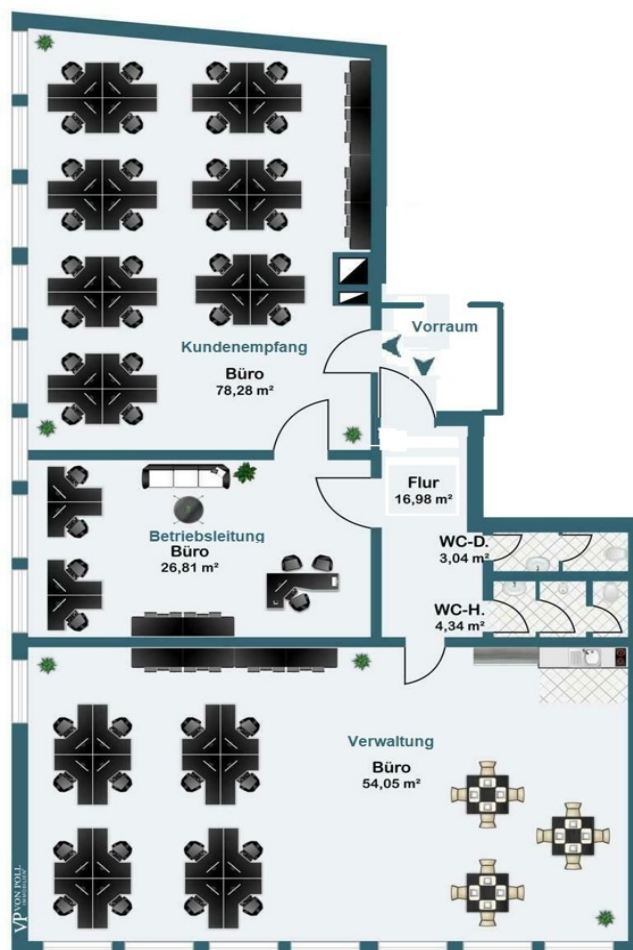 Vorraum
Kundenempfang
Büro
78,28 m²
Flur
16,98 m²
Betriebsleitung
Büro
26,81 m²
WC-D.
3,04 m²
WC-H.
4,34 m²
Verwaltung
Büro
54,05 m²
VP VON POLL